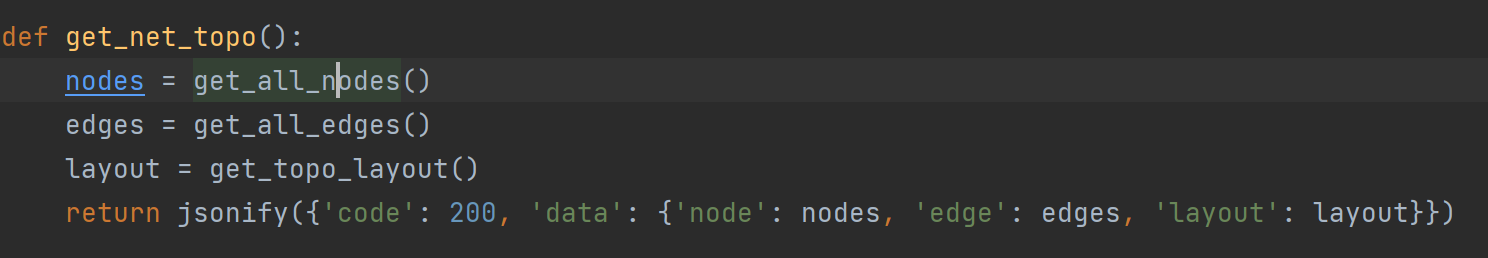 def get_net_topo():
    nodes = get_all_nodes()
    edges = get_all_edges()
    layout = get_topo_layout()
    return jsonify({'code': 200, 'data': {'node': nodes, 'edge': edges, 'layout': layout}})